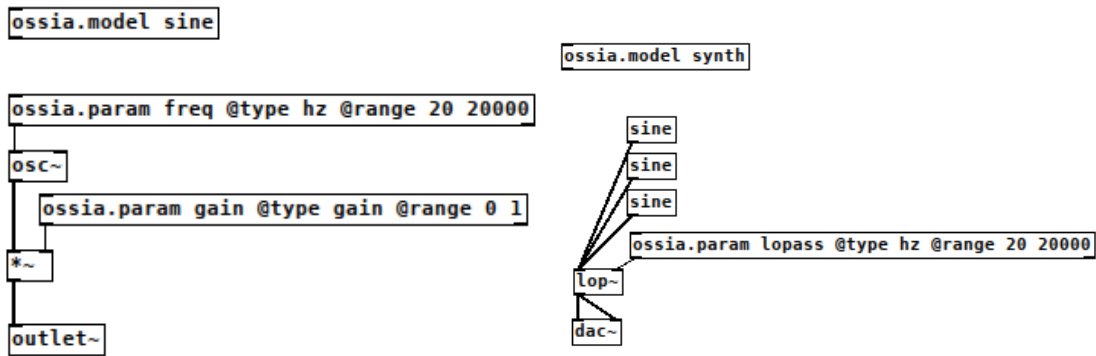 ossia.model sine
ossia.param freq @type hz @range 20 20000
osc~
ossia.param gain @type gain @range 0 1
*~
outlet~
ossia.model synth
sine
sine
sine
ossia.param lopass @type hz @range 20 20000
lop~
dac~